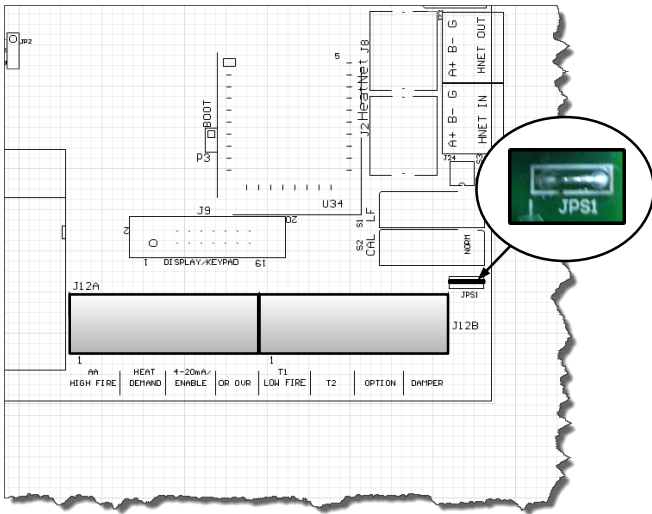 JP2
P23
5
J8
HeatNet
J2
A+ B- G
HNET OUT
A+ B- G
HNET IN
BOOT
P3
J24
S3
U34
J9
20
2
1
DISPLAY/KEYPAD
19
S1
LF
S2
CAL
NORM
JPS1
JPS1
J12A
J12B
1
1
AA
HIGH FIRE
HEAT
DEMAND
4-20mA/
ENABLE
OR OVR
T1
LOW FIRE
T2
OPTION
DAMPER